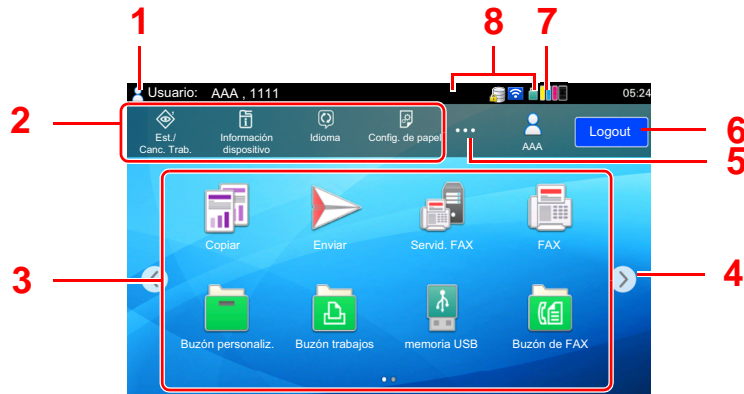 1
8
7
Usuario: AAA , 1111
05:24
2
Est./
Canc. Trab.
Información
dispositivo
Idioma
Config. de papel
AAA
Logout
6
5
Copiar
Enviar
Servid. FAX
FAX
3
4
Buzón personaliz.
Buzón trabajos
memoria USB
Buzón de FAX